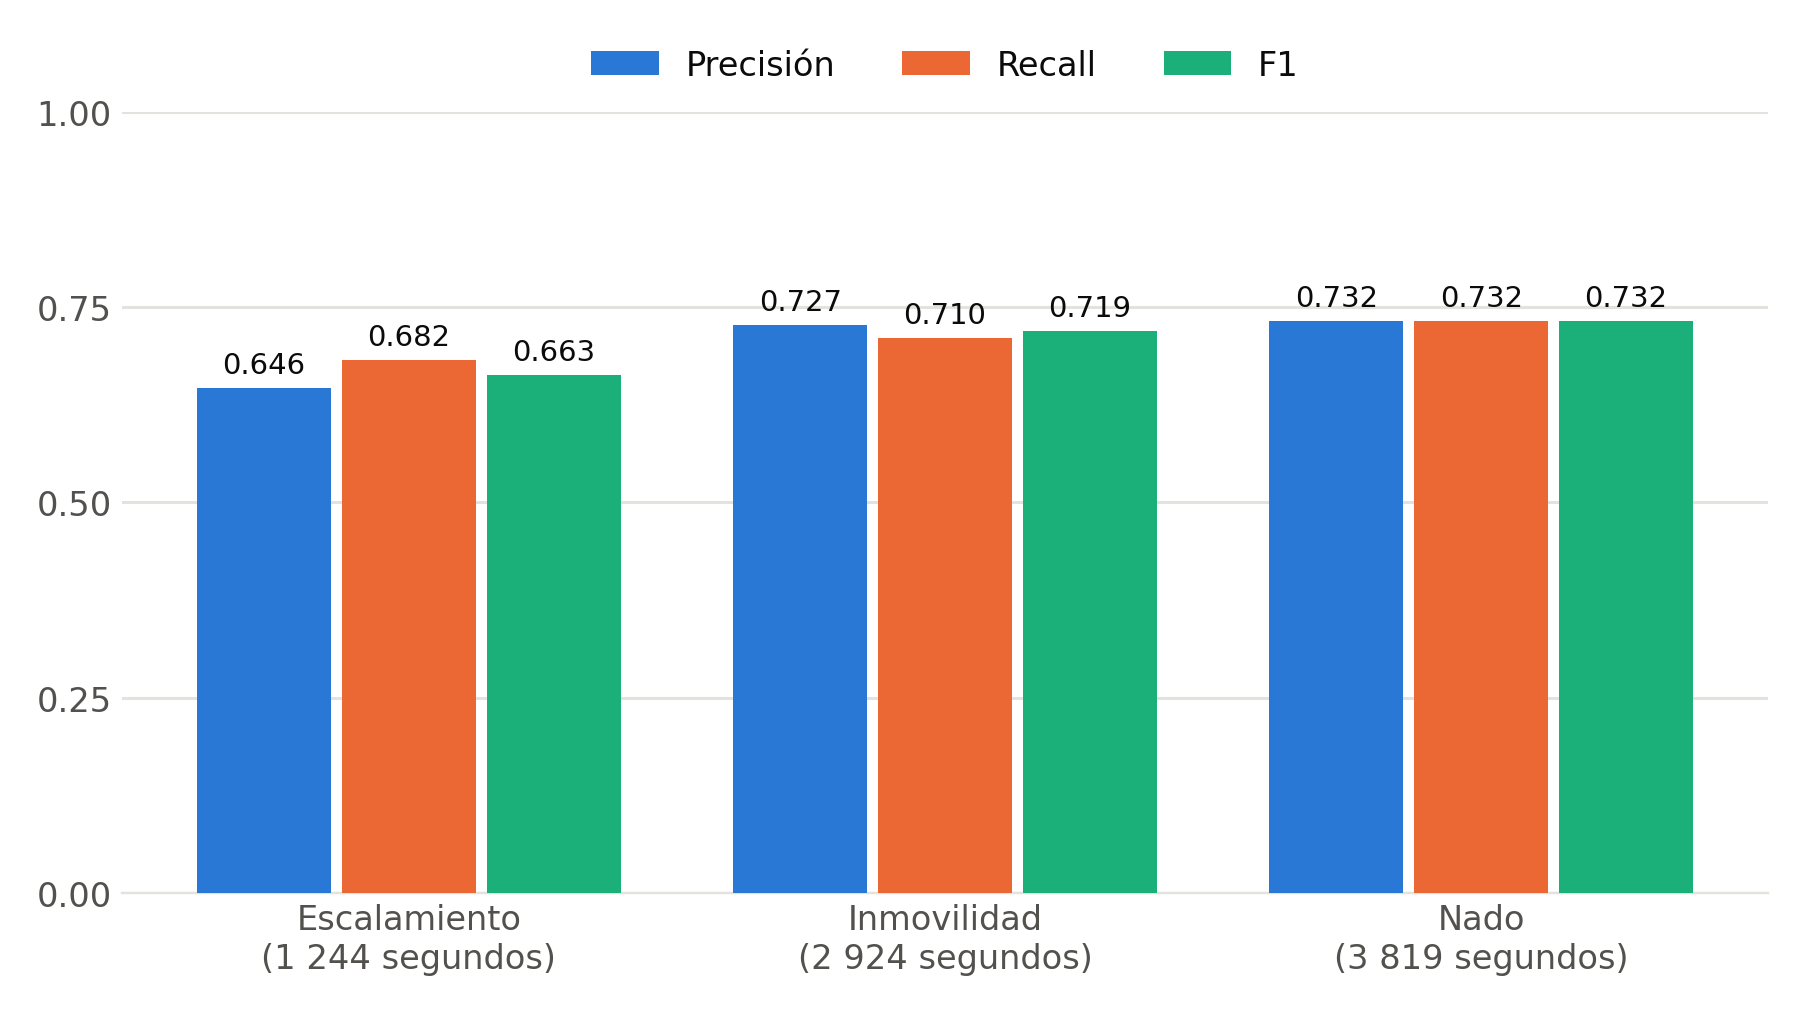 Precisión Recall F1
1.00
0.75
0.50
0.25
0.00
0.646 0.682 0.663
0.727 0.710 0.719
0.732 0.732 0.732
Escalamiento
(1 244 segundos)
Inmovilidad
(2 924 segundos)
Nado
(3 819 segundos)